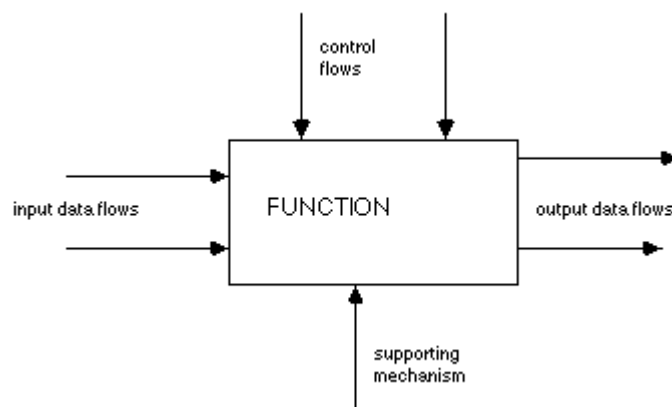 control
flows
input data flows
FUNCTION
output data flows
supporting
mechanism